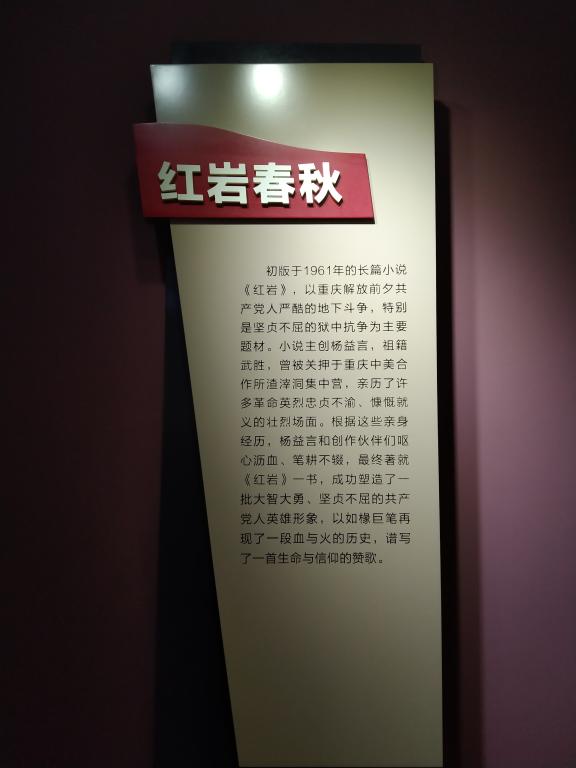 红岩春秋
初版于1961年的长篇小说
《红岩》，以重庆解放前夕共
产党人严酷的地下斗争，特别
是坚贞不屈的狱中抗争为主要
题材。小说主创杨益言，祖籍
武胜，曾被关押于重庆中美合
作所渣滓洞集中营，亲历了许
多革命英烈忠贞不渝、慷慨就
义的壮烈场面。根据这些亲身
经历，杨益言和创作伙伴们呕
心沥血、笔耕不辍，最终著就
《红岩》一书，成功塑造了一
批大智大勇、坚贞不屈的共产
党人英雄形象，以如椽巨笔再
现了一段血与火的历史，谱写
了一首生命与信仰的赞歌。